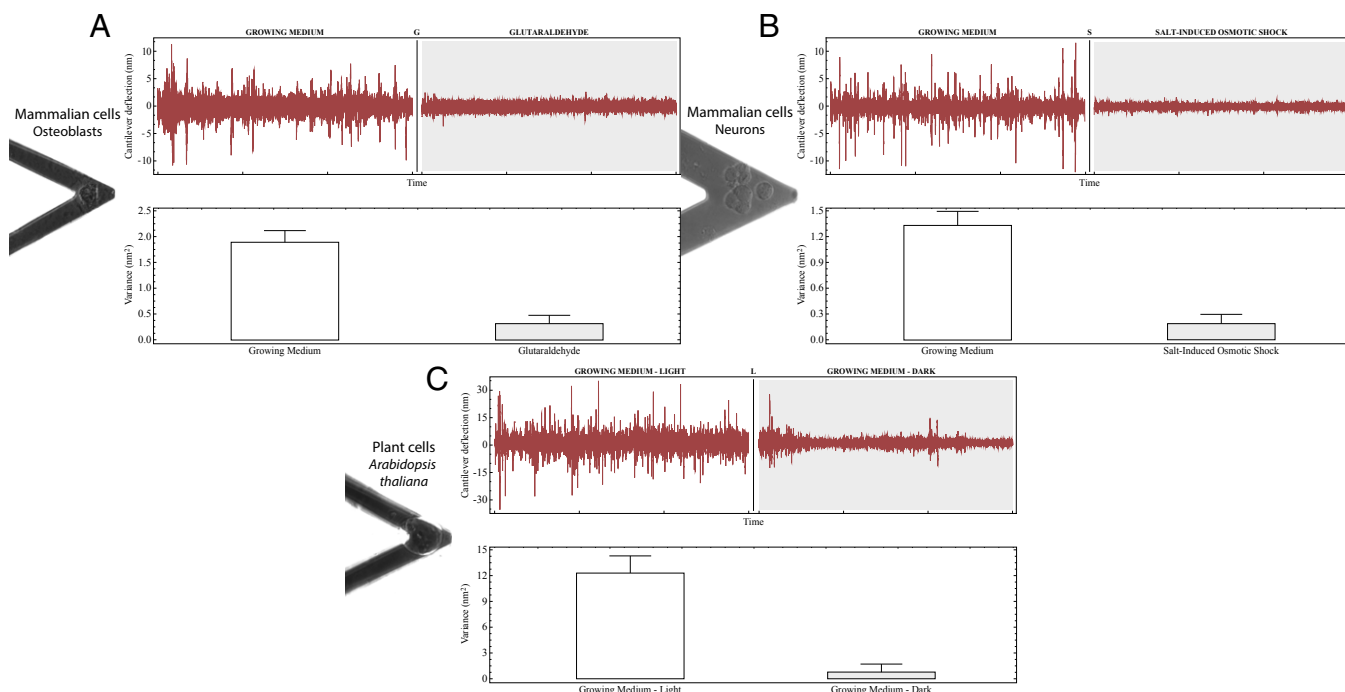 A
GROWING MEDIUM G GLUTARALDEHYDE
Cantilever deflection (nm)
10
5
0
-5
-10
Time
Mammalian cells
Osteoblasts
Variance (nm²)
2.5
2.0
1.5
1.0
0.5
0.0
Growing Medium Glutaraldehyde
B
GROWING MEDIUM S SALT-INDUCED OSMOTIC SHOCK
Cantilever deflection (nm)
10
5
0
-5
-10
Time
Mammalian cells
Neurons
Variance (nm²)
1.5
1.2
0.9
0.6
0.3
0.0
Growing Medium Salt-Induced Osmotic Shock
C
GROWING MEDIUM - LIGHT L GROWING MEDIUM - DARK
Cantilever deflection (nm)
30
15
0
-15
-30
Time
Plant cells
Arabidopsis
thaliana
Variance (nm²)
15
12
9
6
3
0
Growing Medium - Light Growing Medium - Dark